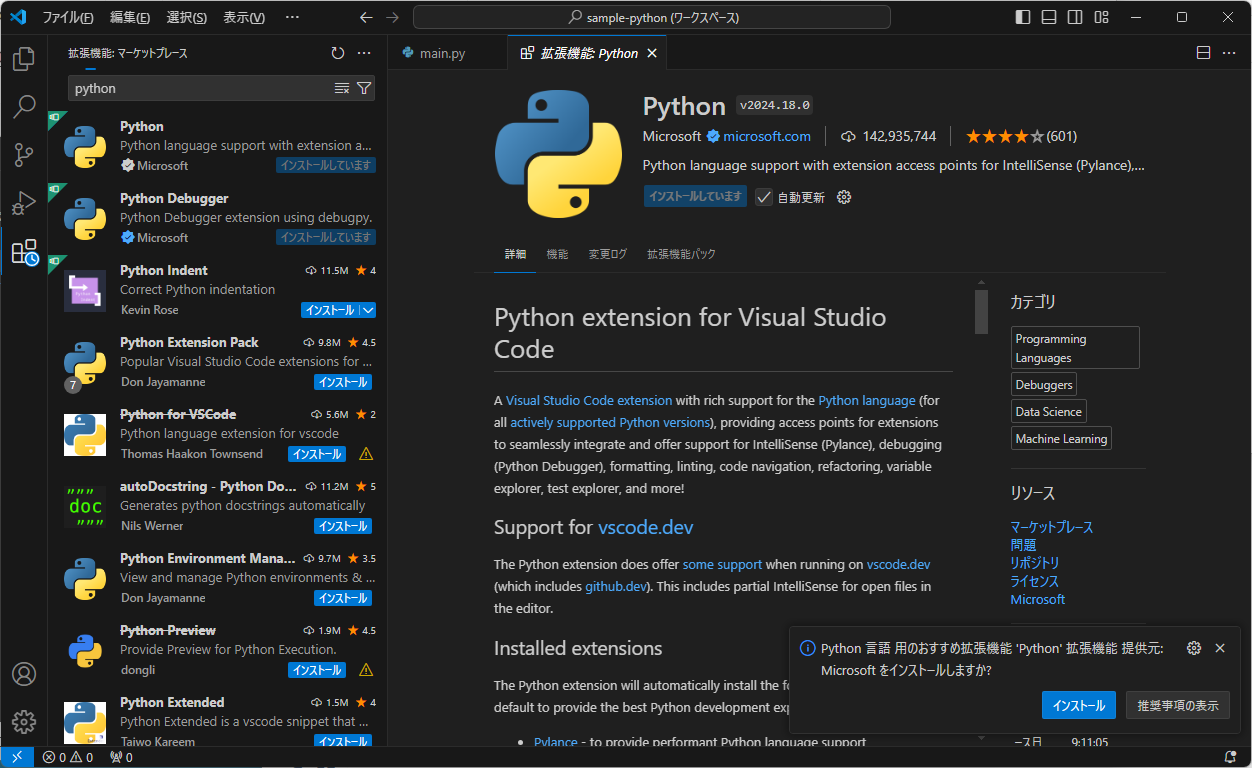 ファイル(F) 編集(E) 選択(S) 表示(V) ··· sample-python (ワークスペース)
拡張機能: マーケットプレース
python
Python
Python language support with extension a...
Microsoft インストールしています
Python Debugger
Python Debugger extension using debugpy.
Microsoft インストールしています
Python Indent 11.5M ★ 4
Correct Python indentation
Kevin Rose インストール
Python Extension Pack 9.8M ★ 4.5
Popular Visual Studio Code extensions for ...
Don Jayamanne インストール
7
Python for VSCode 5.6M ★ 2
Python language extension for vscode
Thomas Haakon Townsend インストール
"""
doc
"""
autoDocstring - Python Do... 11.2M ★ 5
Generates python docstrings automatically
Nils Werner インストール
Python Environment Mana... 9.7M ★ 3.5
View and manage Python environments & ...
Don Jayamanne インストール
Python Preview 1.9M ★ 4.5
Provide Preview for Python Execution.
dongli インストール
Python Extended 1.5M ★ 4
Python Extended is a vscode snippet that ...
Taiwo Kareem インストール
main.py 拡張機能: Python
Python v2024.18.0
Microsoft microsoft.com 142,935,744 ★★★★☆(601)
Python language support with extension access points for IntelliSense (Pylance),...
インストールしています 自動更新
詳細 機能 変更ログ 拡張機能パック
Python extension for Visual Studio
Code
A Visual Studio Code extension with rich support for the Python language (for
all actively supported Python versions), providing access points for extensions
to seamlessly integrate and offer support for IntelliSense (Pylance), debugging
(Python Debugger), formatting, linting, code navigation, refactoring, variable
explorer, test explorer, and more!
Support for vscode.dev
The Python extension does offer some support when running on vscode.dev
(which includes github.dev). This includes partial IntelliSense for open files in
the editor.
Installed extensions
The Python extension will automatically install the
default to provide the best Python development
• Pylance - to provide performant Python language support
カテゴリ
Programming
Languages
Debuggers
Data Science
Machine Learning
リソース
マーケットプレース
問題
リポジトリ
ライセンス
Microsoft
9:11:05
Python 言語 用のおすすめ拡張機能 'Python' 拡張機能 提供元:
Microsoft をインストールしますか?
インストール 推奨事項の表示
0 0 0